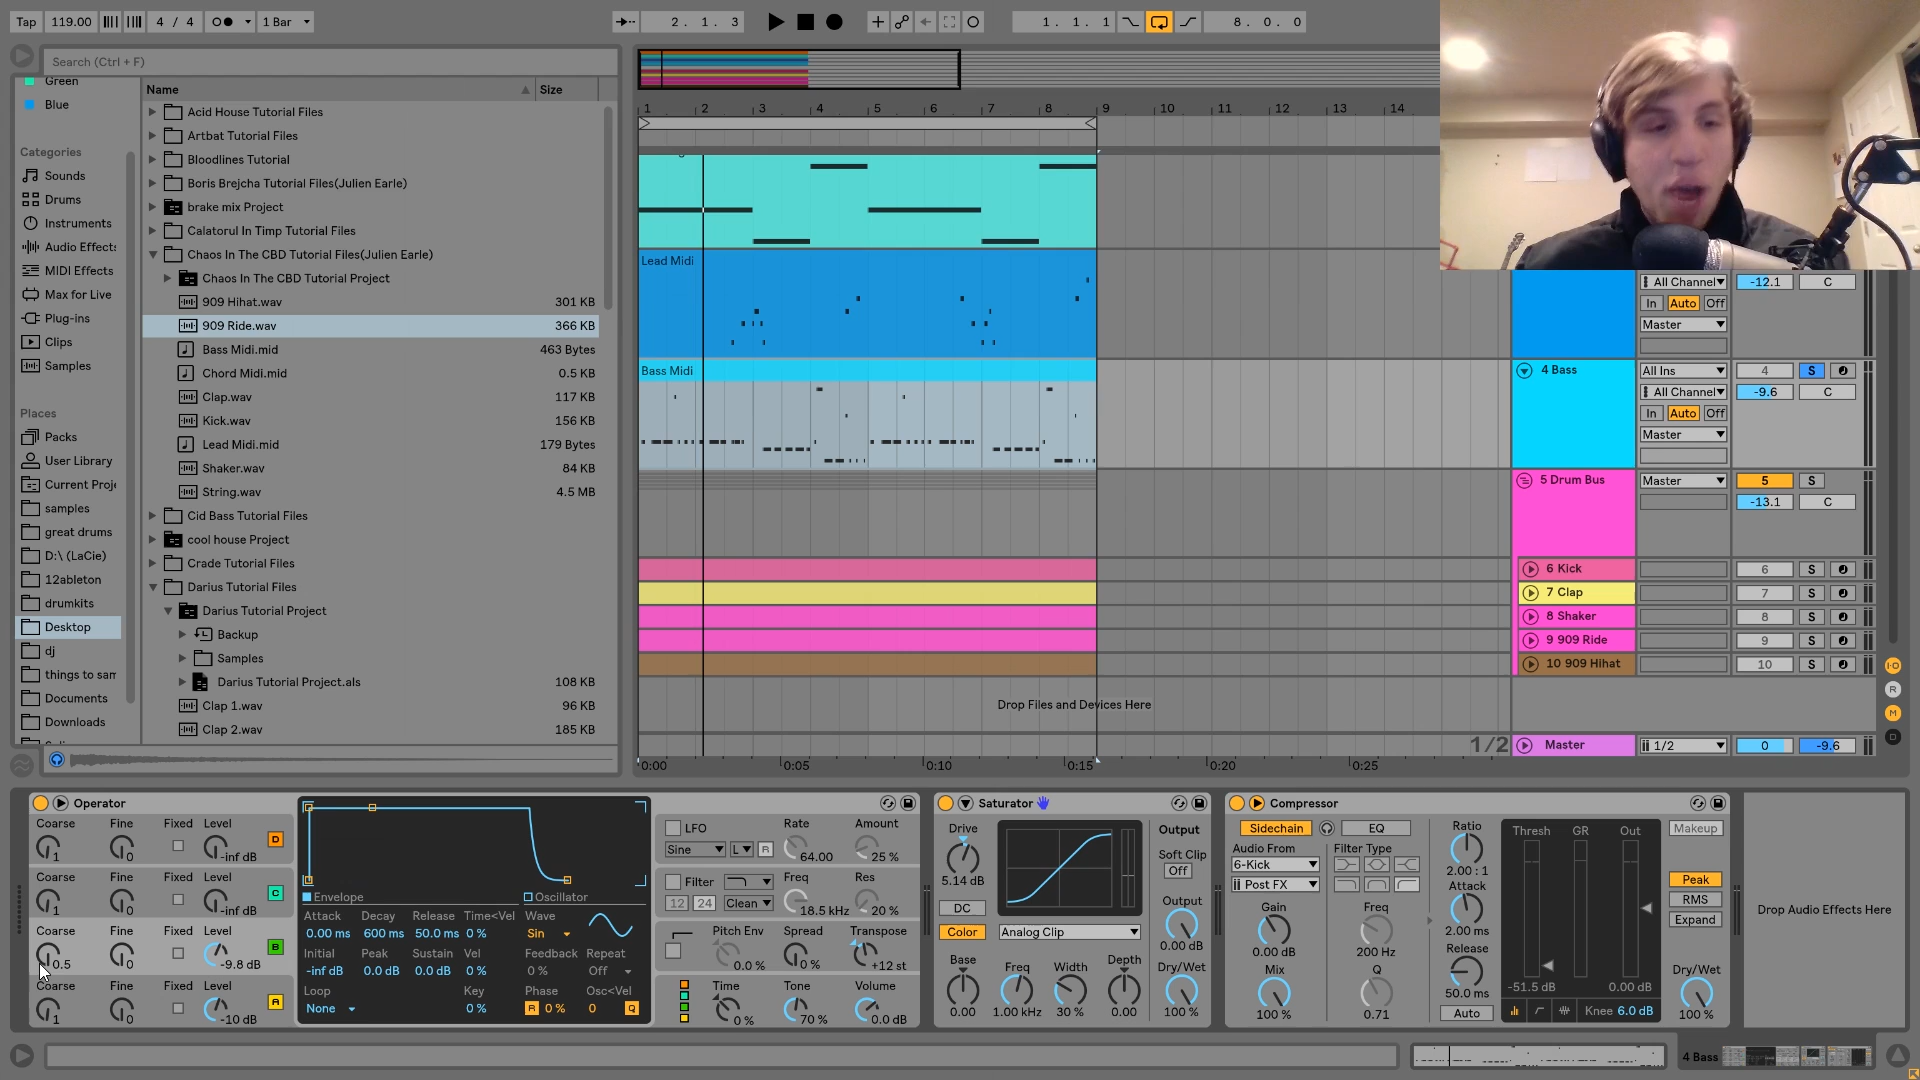 Tap 119.00 4 / 4 1 Bar 2. 1. 3 1. 1. 1 8. 0. 0
Search (Ctrl + F)
Green
Blue
Categories
Sounds
Drums
Instruments
Audio Effects
MIDI Effects
Max for Live
Plug-ins
Clips
Samples
Places
Packs
User Library
Current Proje
samples
great drums
D:\ (LaCie)
12ableton
drumkits
Desktop
dj
things to sam
Documents
Downloads
Name Size
Acid House Tutorial Files
Artbat Tutorial Files
Bloodlines Tutorial
Boris Brejcha Tutorial Files(Julien Earle)
brake mix Project
Calatorul In Timp Tutorial Files
Chaos In The CBD Tutorial Files(Julien Earle)
Chaos In The CBD Tutorial Project
909 Hihat.wav 301 KB
909 Ride.wav 366 KB
Bass Midi.mid 463 Bytes
Chord Midi.mid 0.5 KB
Clap.wav 117 KB
Kick.wav 156 KB
Lead Midi.mid 179 Bytes
Shaker.wav 84 KB
String.wav 4.5 MB
Cid Bass Tutorial Files
cool house Project
Crade Tutorial Files
Darius Tutorial Files
Darius Tutorial Project
Backup
Samples
Darius Tutorial Project.als 108 KB
Clap 1.wav 96 KB
Clap 2.wav 185 KB
1 2 3 4 5 6 7 8 9 10 11 12 13 14
Lead Midi
Bass Midi
Drop Files and Devices Here
1/2
0:00 0:05 0:10 0:15 0:20 0:25
All Channel -12.1 C
In Auto Off
Master
4 Bass All Ins 4 S
All Channel -9.6 C
In Auto Off
Master
5 Drum Bus Master 5 S
-13.1 C
6 Kick 6 S
7 Clap 7 S
8 Shaker 8 S
9 909 Ride 9 S
10 909 Hihat 10 S
Master 1/2 0 -9.6
I·O
R
M
D
Operator
Coarse Fine Fixed Level
1 0 -inf dB D
Coarse Fine Fixed Level
1 0 -inf dB C
Coarse Fine Fixed Level
0.5 0 -9.8 dB B
Coarse Fine Fixed Level
1 0 -10 dB A
Envelope Oscillator
Attack Decay Release Time<Vel Wave
0.00 ms 600 ms 50.0 ms 0 % Sin
Initial Peak Sustain Vel Feedback Repeat
-inf dB 0.0 dB 0.0 dB 0 % 0 % Off
Loop Key Phase Osc<Vel
None 0 % R 0 % 0 Q
LFO Rate Amount
Sine L R 64.00 25 %
Filter Freq Res
12 24 Clean 18.5 kHz 20 %
Pitch Env Spread Transpose
0.0 % 0 % +12 st
Time Tone Volume
0 % 70 % 0.0 dB
Saturator
Drive
5.14 dB
DC
Color Analog Clip
Base Freq Width Depth
0.00 1.00 kHz 30 % 0.00
Output
Soft Clip
Off
Output
0.00 dB
Dry/Wet
100 %
Compressor
Sidechain EQ
Audio From Filter Type
6-Kick
Post FX
Gain Freq
0.00 dB 200 Hz
Mix Q
100 % 0.71
Ratio
2.00 : 1
Attack
2.00 ms
Release
50.0 ms
Auto
Thresh GR Out
-51.5 dB 0.00 dB
Knee 6.0 dB
Makeup
Peak
RMS
Expand
Dry/Wet
100 %
Drop Audio Effects Here
4 Bass